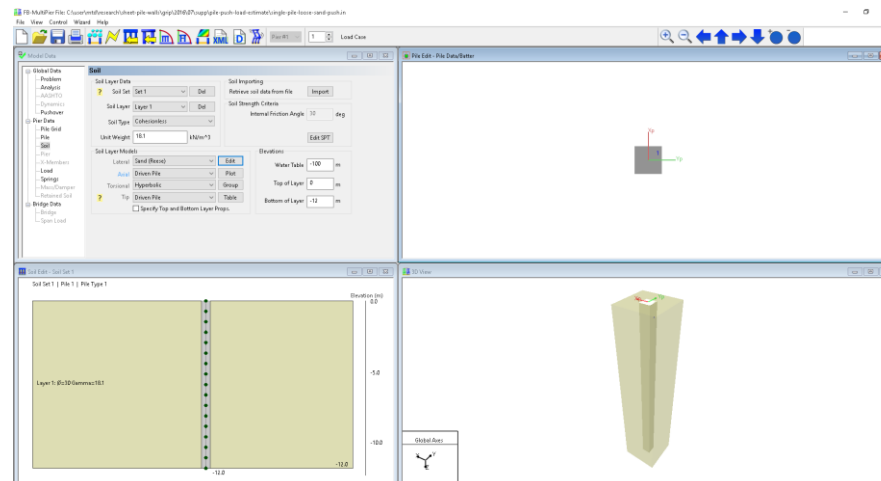 FB-MultiPier File: C:\user\mtd\research\sheet-pile-walls\grip\2016\07\supp\pile-push-load-estimate\single-pile-loose-sand-push.in
File View Control Wizard Help
Pier #1 1 Load Case
Model Data
Global Data
Problem
Analysis
AASHTO
Dynamics
Pushover
Pier Data
Pile Grid
Pile
Soil
Pier
X-Members
Load
Springs
Mass/Damper
Retained Soil
Bridge Data
Bridge
Span Load
Soil
Soil Layer Data
? Soil Set Set 1 Del
Soil Layer Layer 1 Del
Soil Type Cohesionless
Unit Weight 18.1 kN/m^3
Soil Layer Models
Lateral Sand (Reese) Edit
Axial Driven Pile Plot
Torsional Hyperbolic Group
? Tip Driven Pile Table
Specify Top and Bottom Layer Props.
Soil Importing
Retrieve soil data from file Import
Soil Strength Criteria
Internal Friction Angle 30 deg
Edit SPT
Elevations
Water Table -100 m
Top of Layer 0 m
Bottom of Layer -12 m
Pile Edit - Pile Data/Batter
Soil Edit - Soil Set 1
Soil Set 1 | Pile 1 | Pile Type 1
Elevation (m)
0.0
-5.0
Layer 1: Ø=30 Gamma=18.1
-10.0
-12.0
-12.0
3D View
Global Axes